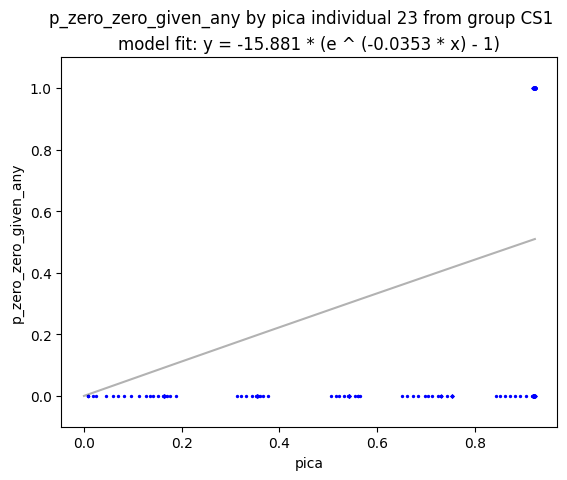 p_zero_zero_given_any by pica individual 23 from group CS1
model fit: y = -15.881 * (e ^ (-0.0353 * x) - 1)
1.0
0.8
0.6
0.4
0.2
0.0
p_zero_zero_given_any
0.0 0.2 0.4 0.6 0.8
pica